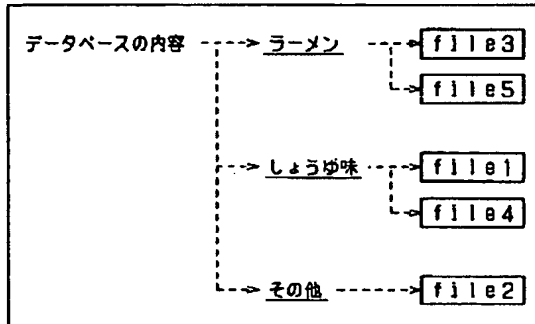 データベースの内容 ラーメン file3
file5
しょうゆ味 file1
file4
その他 file2